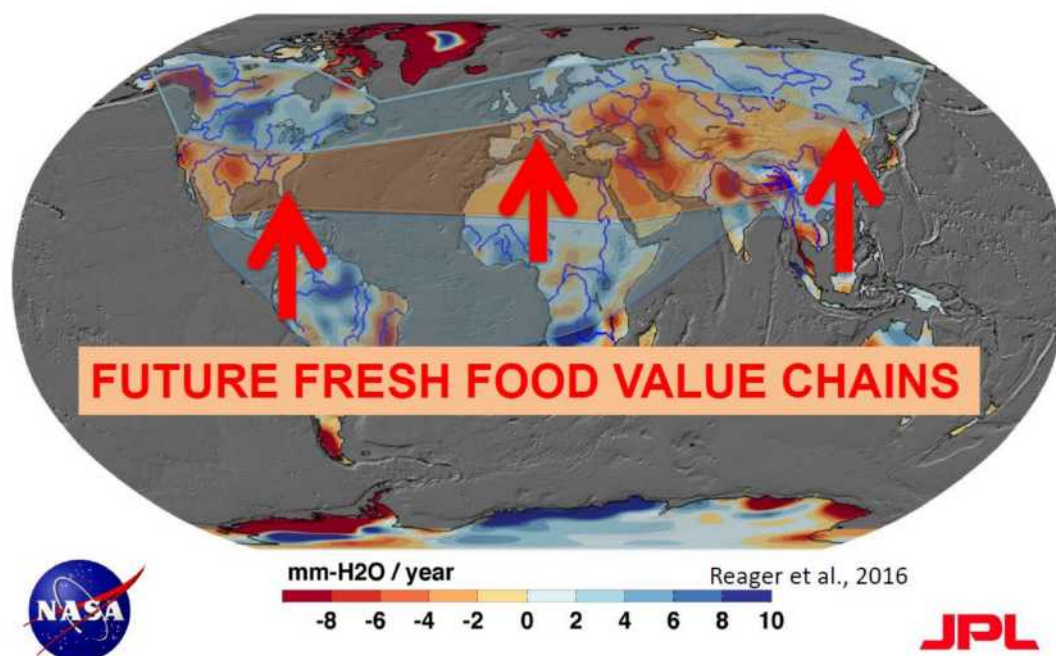 FUTURE FRESH FOOD VALUE CHAINS
mm-H2O / year
Reager et al., 2016
-8 -6 -4 -2 0 2 4 6 8 10
NASA
JPL